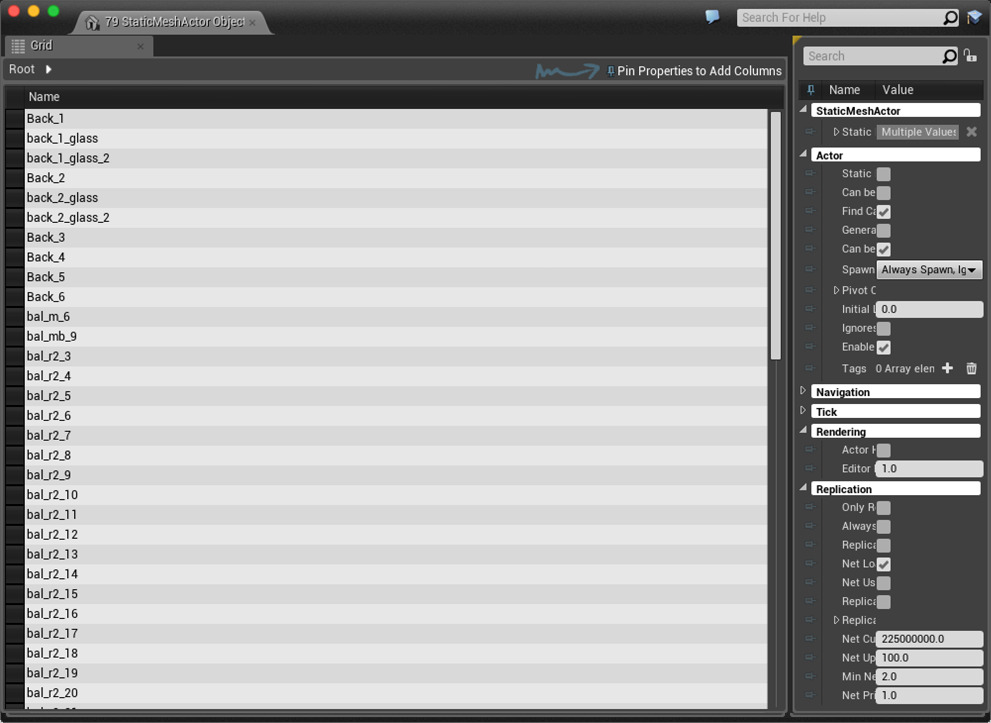 79 StaticMeshActor Object
Search For Help
Grid
Root
Pin Properties to Add Columns
Name
Back_1
back_1_glass
back_1_glass_2
Back_2
back_2_glass
back_2_glass_2
Back_3
Back_4
Back_5
Back_6
bal_m_6
bal_mb_9
bal_r2_3
bal_r2_4
bal_r2_5
bal_r2_6
bal_r2_7
bal_r2_8
bal_r2_9
bal_r2_10
bal_r2_11
bal_r2_12
bal_r2_13
bal_r2_14
bal_r2_15
bal_r2_16
bal_r2_17
bal_r2_18
bal_r2_19
bal_r2_20
Search
Name Value
StaticMeshActor
Static Multiple Values
Actor
Static
Can be
Find Ca
Genera
Can be
Spawn Always Spawn, Ig
Pivot O
Initial L 0.0
Ignores
Enable
Tags 0 Array elem
Navigation
Tick
Rendering
Actor H
Editor 1.0
Replication
Only R
Always
Replica
Net Lo
Net Us
Replica
Replica
Net Cu 225000000.0
Net Up 100.0
Min Ne 2.0
Net Pri 1.0